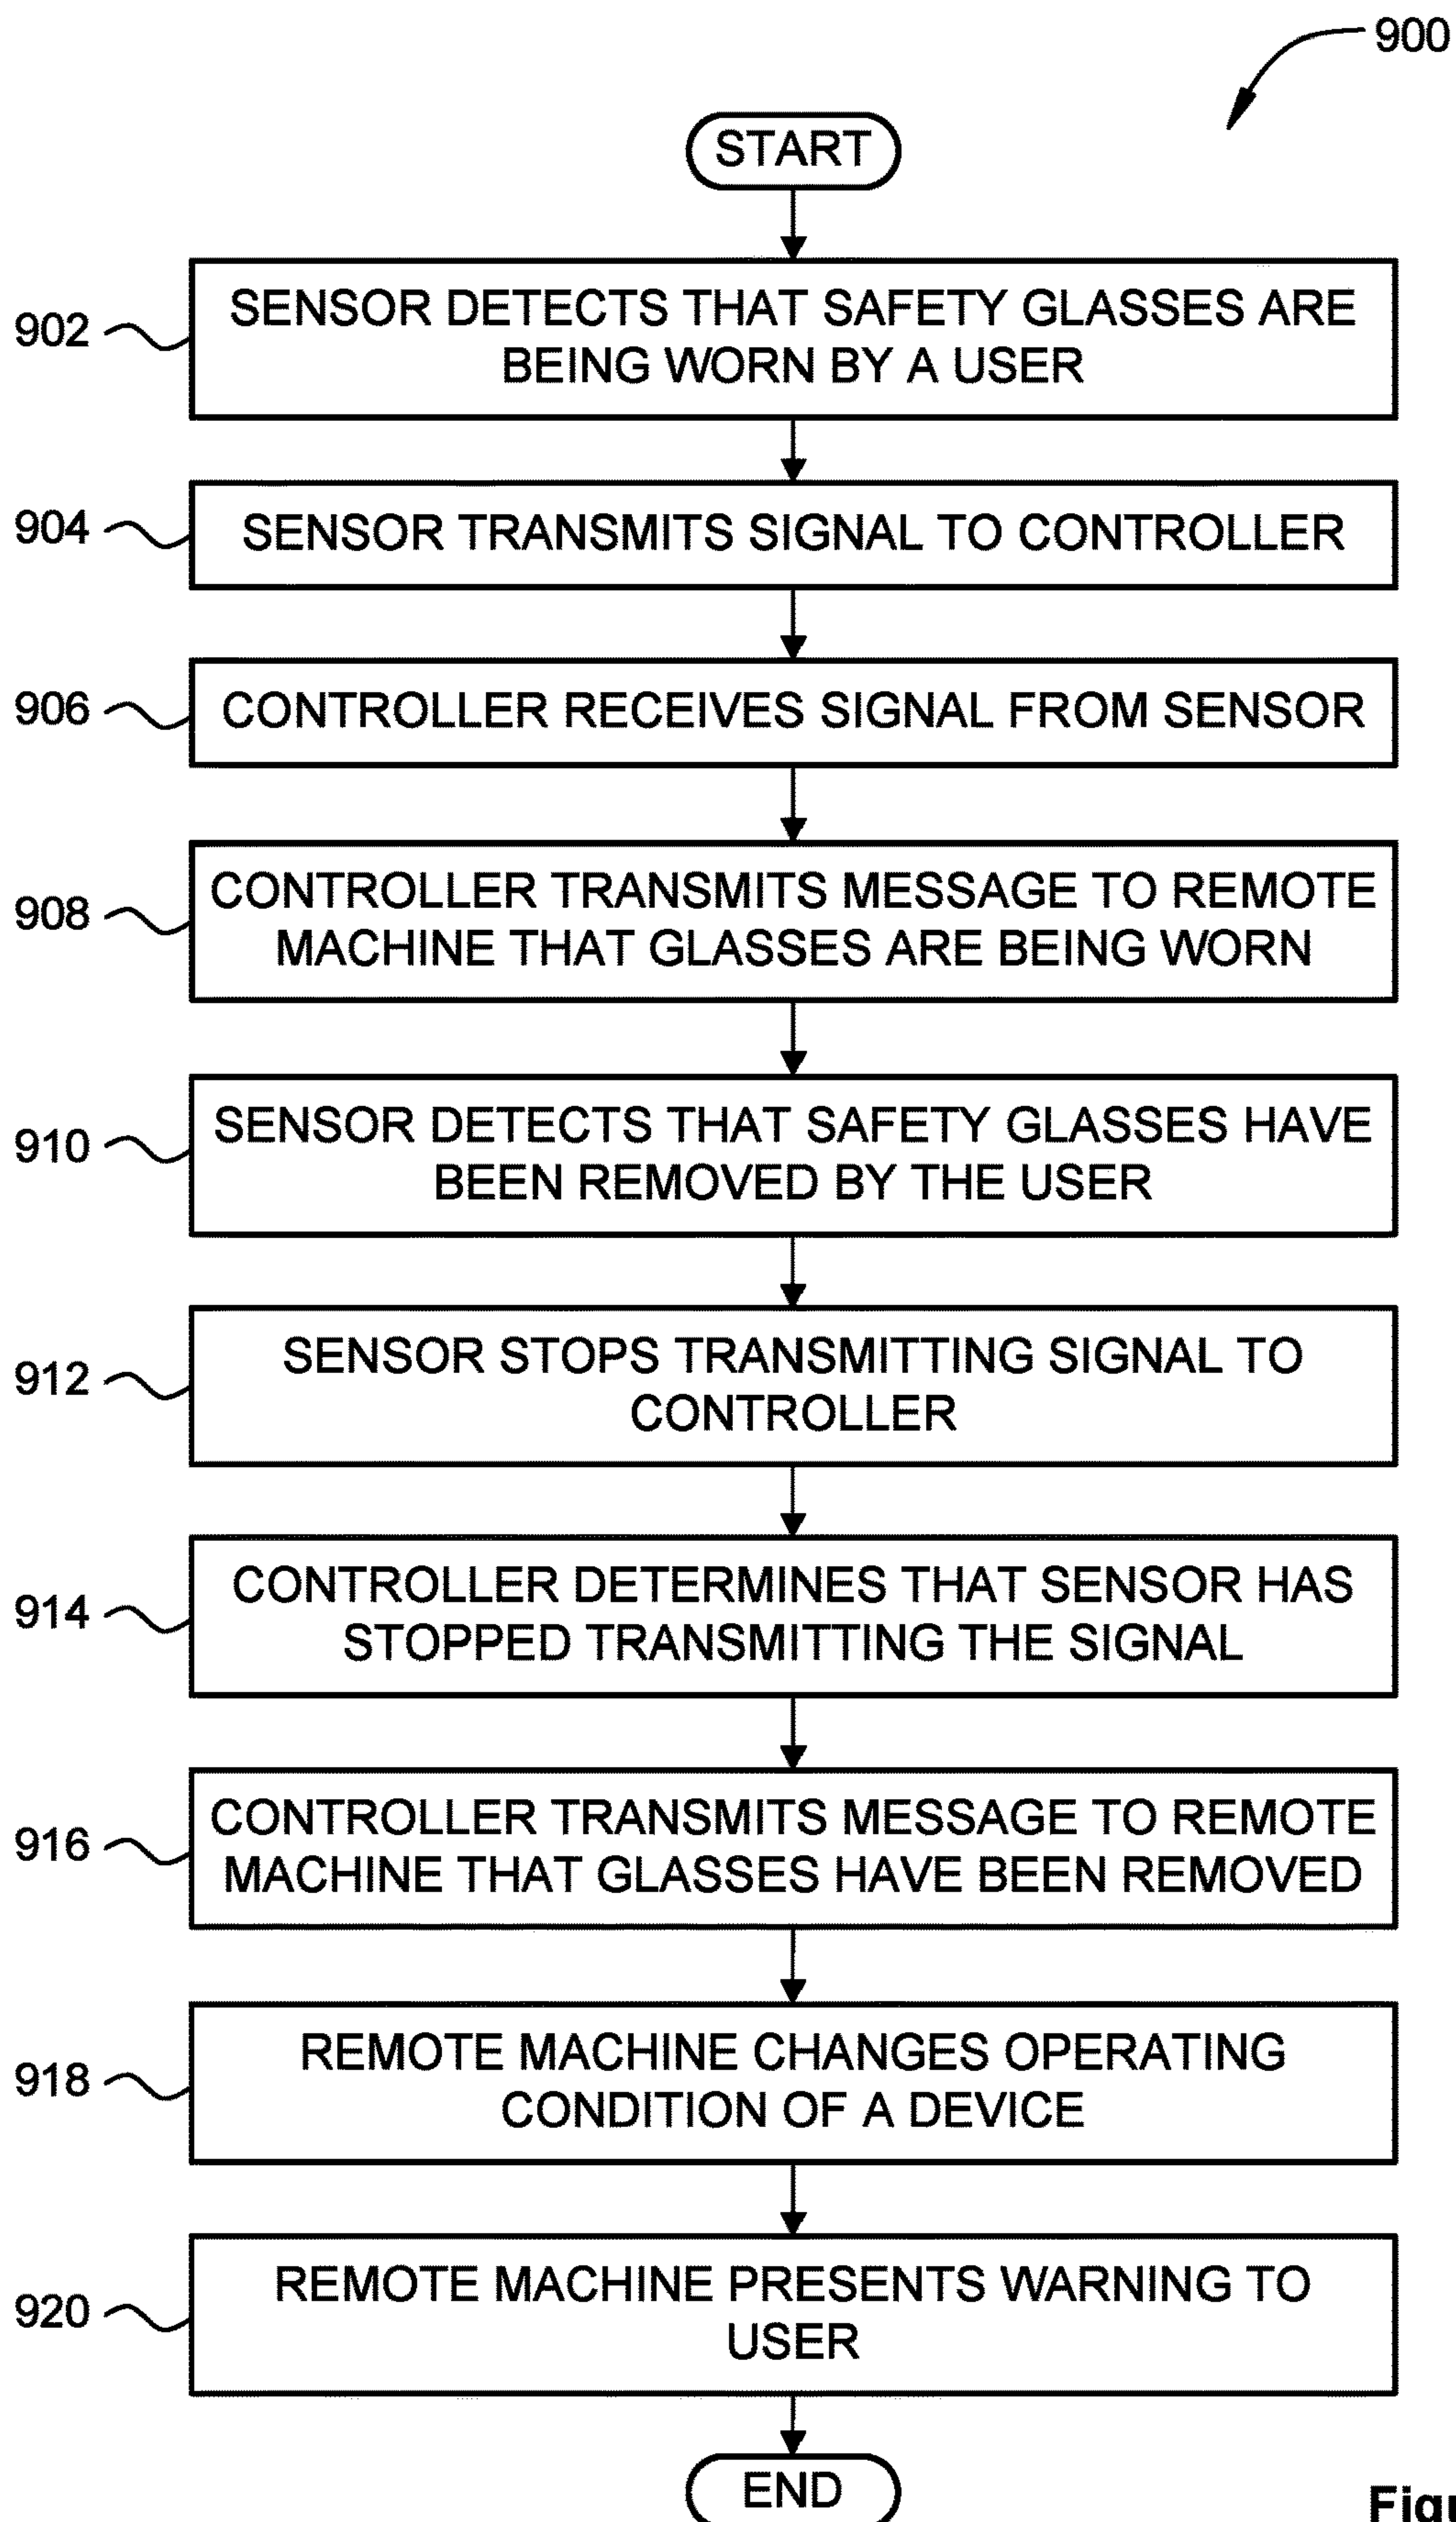 900
START
902
SENSOR DETECTS THAT SAFETY GLASSES ARE
BEING WORN BY A USER
904
SENSOR TRANSMITS SIGNAL TO CONTROLLER
906
CONTROLLER RECEIVES SIGNAL FROM SENSOR
908
CONTROLLER TRANSMITS MESSAGE TO REMOTE
MACHINE THAT GLASSES ARE BEING WORN
910
SENSOR DETECTS THAT SAFETY GLASSES HAVE
BEEN REMOVED BY THE USER
912
SENSOR STOPS TRANSMITTING SIGNAL TO
CONTROLLER
914
CONTROLLER DETERMINES THAT SENSOR HAS
STOPPED TRANSMITTING THE SIGNAL
916
CONTROLLER TRANSMITS MESSAGE TO REMOTE
MACHINE THAT GLASSES HAVE BEEN REMOVED
918
REMOTE MACHINE CHANGES OPERATING
CONDITION OF A DEVICE
920
REMOTE MACHINE PRESENTS WARNING TO
USER
END